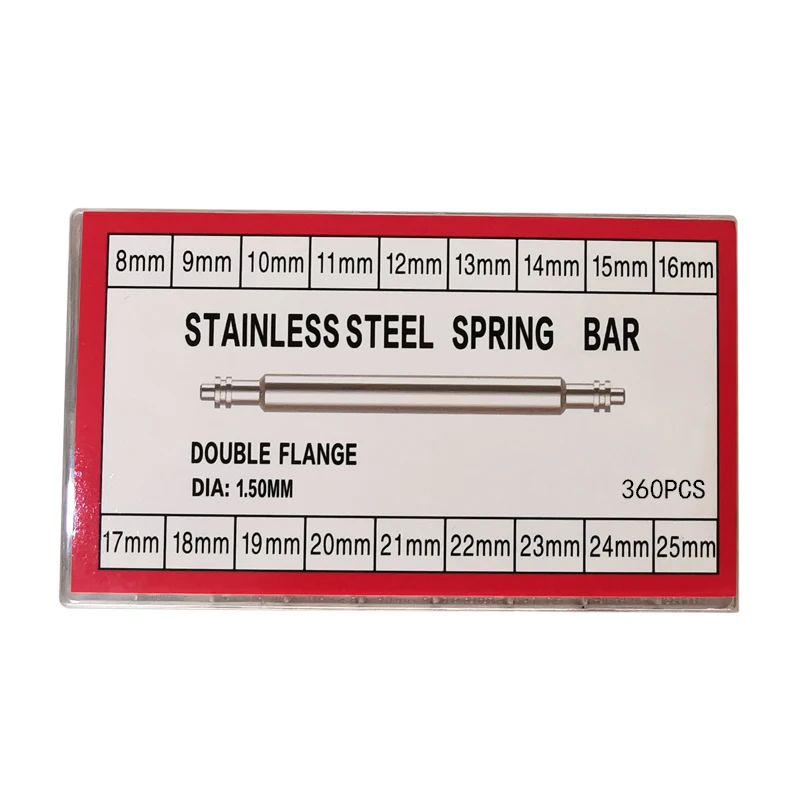 8mm 9mm 10mm 11mm 12mm 13mm 14mm 15mm 16mm
STAINLESS STEEL SPRING BAR
DOUBLE FLANGE
DIA: 1.50MM 360PCS
17mm 18mm 19mm 20mm 21mm 22mm 23mm 24mm 25mm